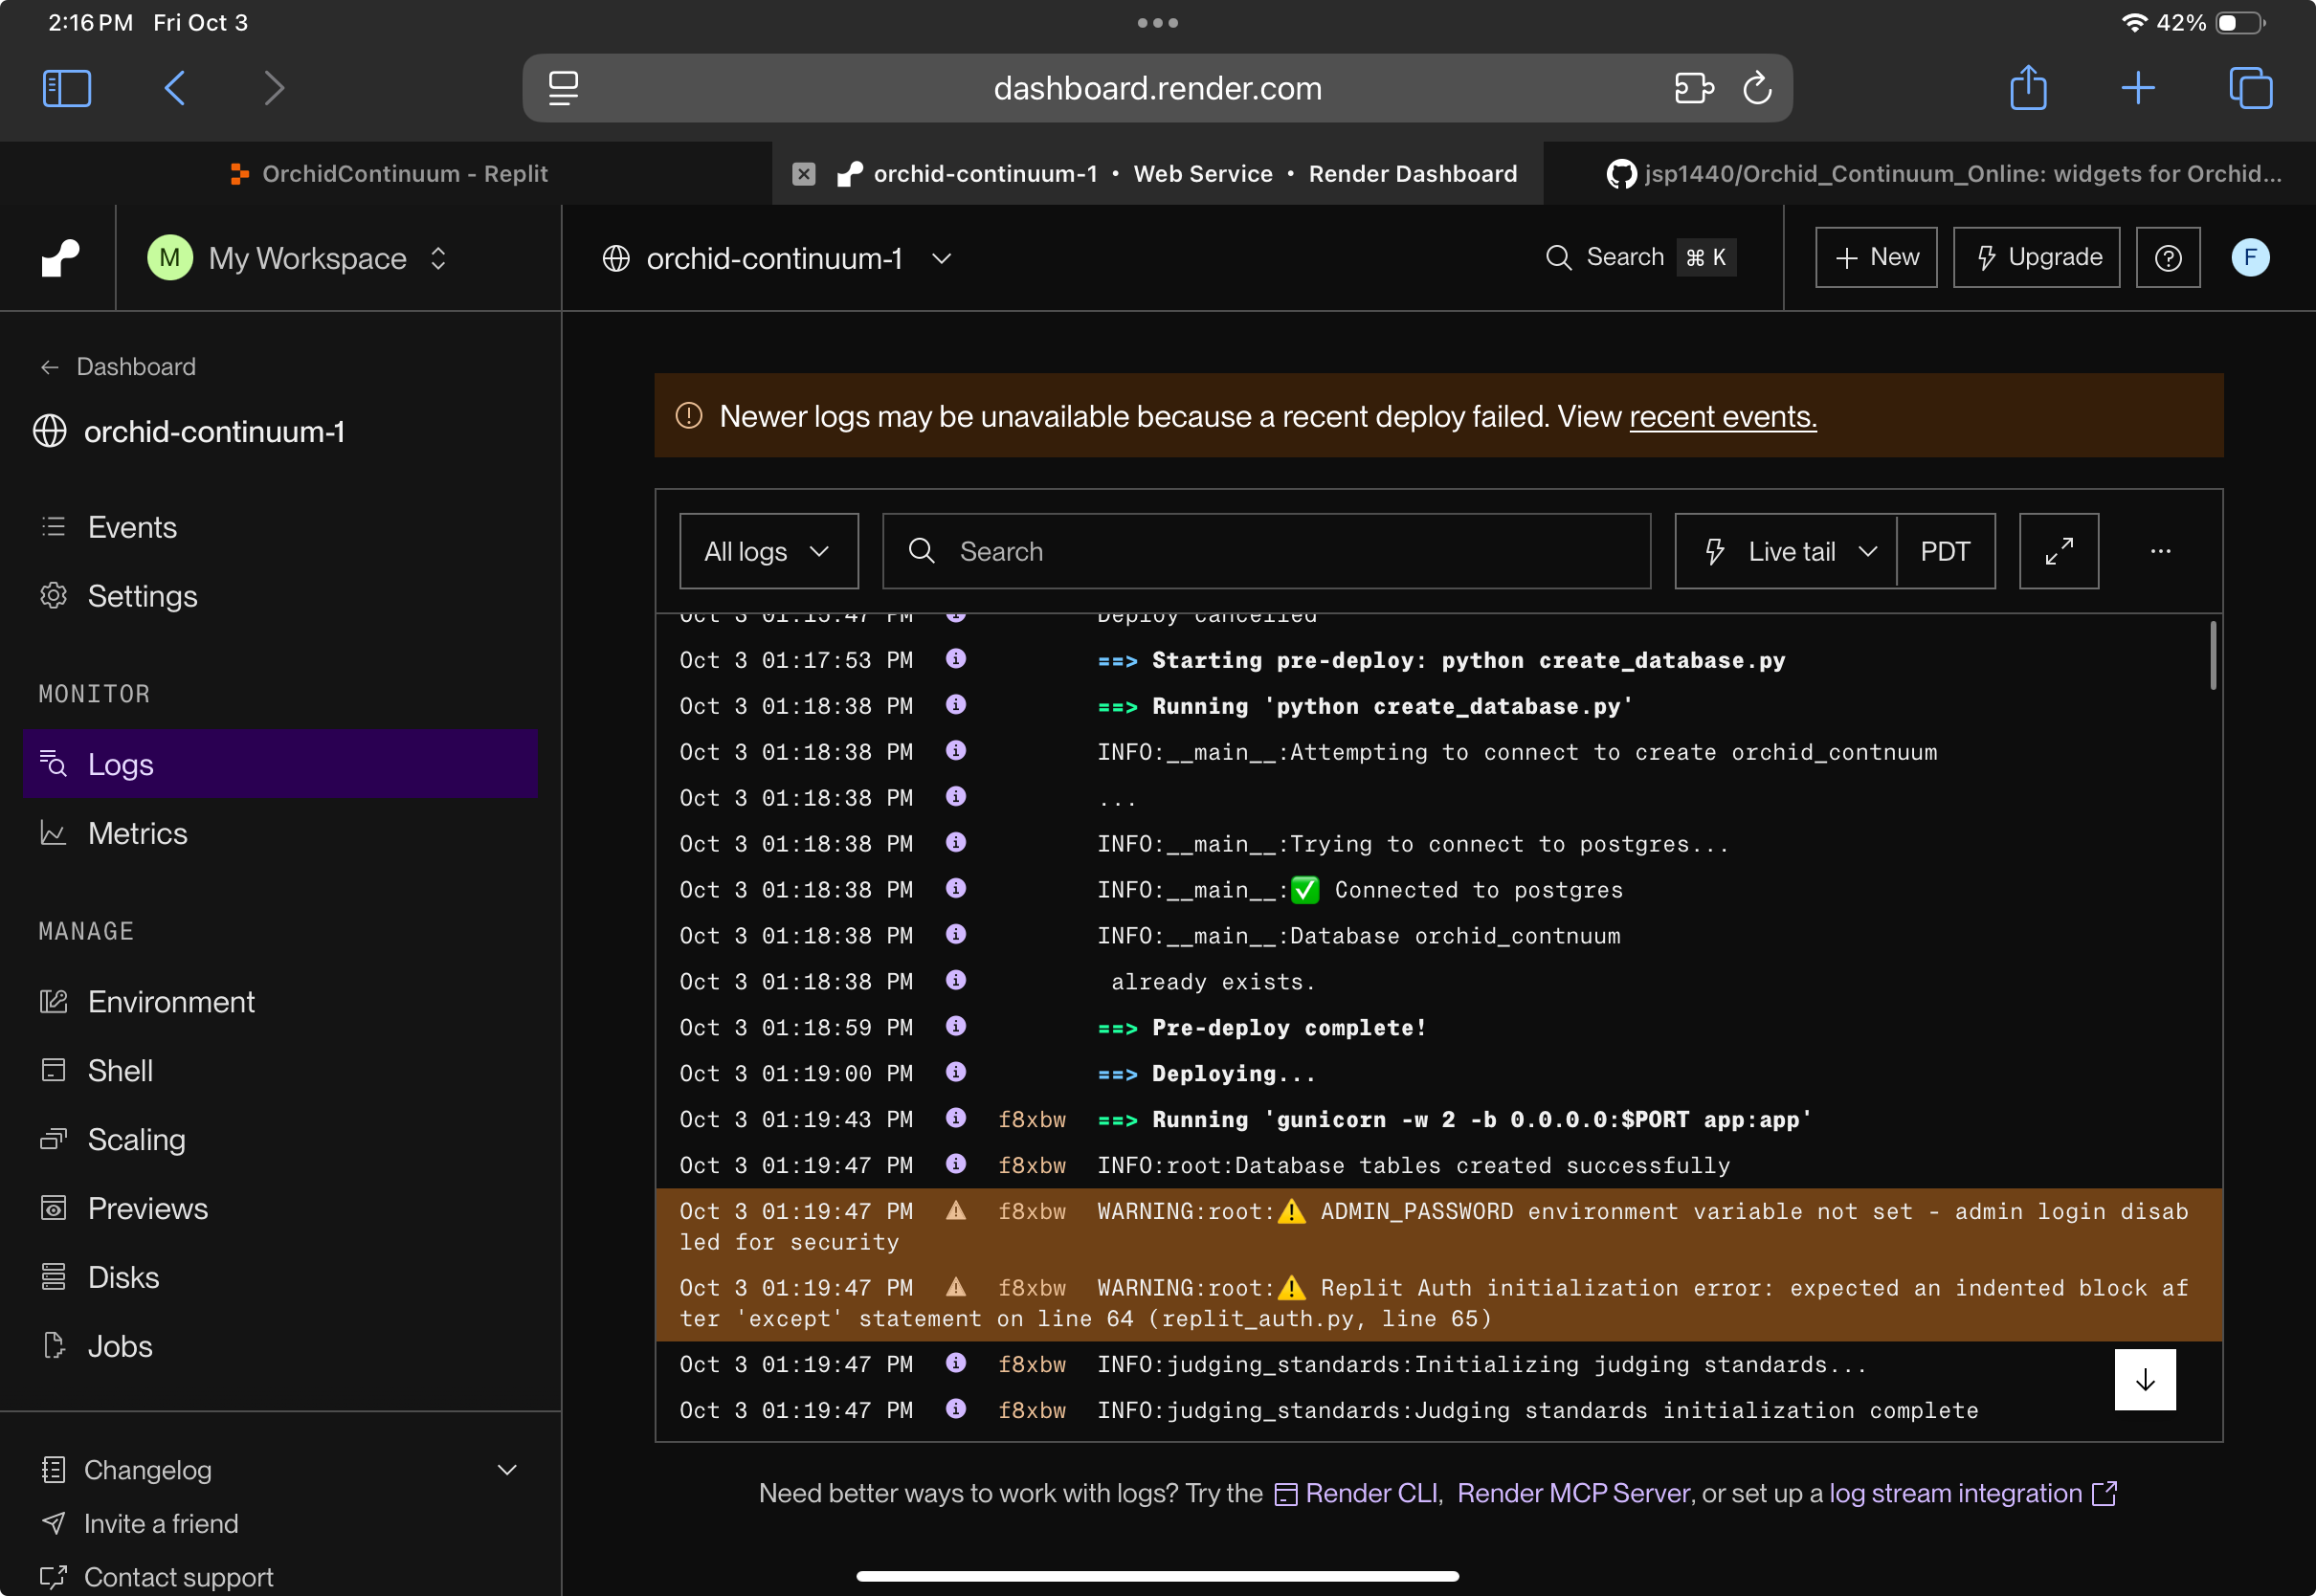 2:16 PM Fri Oct 3
42%
dashboard.render.com
OrchidContinuum - Replit
orchid-continuum-1 • Web Service • Render Dashboard
jsp1440/Orchid_Continuum_Online: widgets for Orchid...
M My Workspace
orchid-continuum-1
Search ⌘ K
+ New
Upgrade
F
← Dashboard
orchid-continuum-1
Events
Settings
MONITOR
Logs
Metrics
MANAGE
Environment
Shell
Scaling
Previews
Disks
Jobs
Changelog
Invite a friend
Contact support
Newer logs may be unavailable because a recent deploy failed. View recent events.
All logs
Search
Live tail
PDT
Oct 3 01:15:47 PM Deploy cancelled
Oct 3 01:17:53 PM ==> Starting pre-deploy: python create_database.py
Oct 3 01:18:38 PM ==> Running 'python create_database.py'
Oct 3 01:18:38 PM INFO:__main__:Attempting to connect to create orchid_contnuum
Oct 3 01:18:38 PM ...
Oct 3 01:18:38 PM INFO:__main__:Trying to connect to postgres...
Oct 3 01:18:38 PM INFO:__main__:✅ Connected to postgres
Oct 3 01:18:38 PM INFO:__main__:Database orchid_contnuum
Oct 3 01:18:38 PM already exists.
Oct 3 01:18:59 PM ==> Pre-deploy complete!
Oct 3 01:19:00 PM ==> Deploying...
Oct 3 01:19:43 PM f8xbw ==> Running 'gunicorn -w 2 -b 0.0.0.0:$PORT app:app'
Oct 3 01:19:47 PM f8xbw INFO:root:Database tables created successfully
Oct 3 01:19:47 PM f8xbw WARNING:root:⚠️ ADMIN_PASSWORD environment variable not set - admin login disab
led for security
Oct 3 01:19:47 PM f8xbw WARNING:root:⚠️ Replit Auth initialization error: expected an indented block af
ter 'except' statement on line 64 (replit_auth.py, line 65)
Oct 3 01:19:47 PM f8xbw INFO:judging_standards:Initializing judging standards...
Oct 3 01:19:47 PM f8xbw INFO:judging_standards:Judging standards initialization complete
Need better ways to work with logs? Try the Render CLI, Render MCP Server, or set up a log stream integration